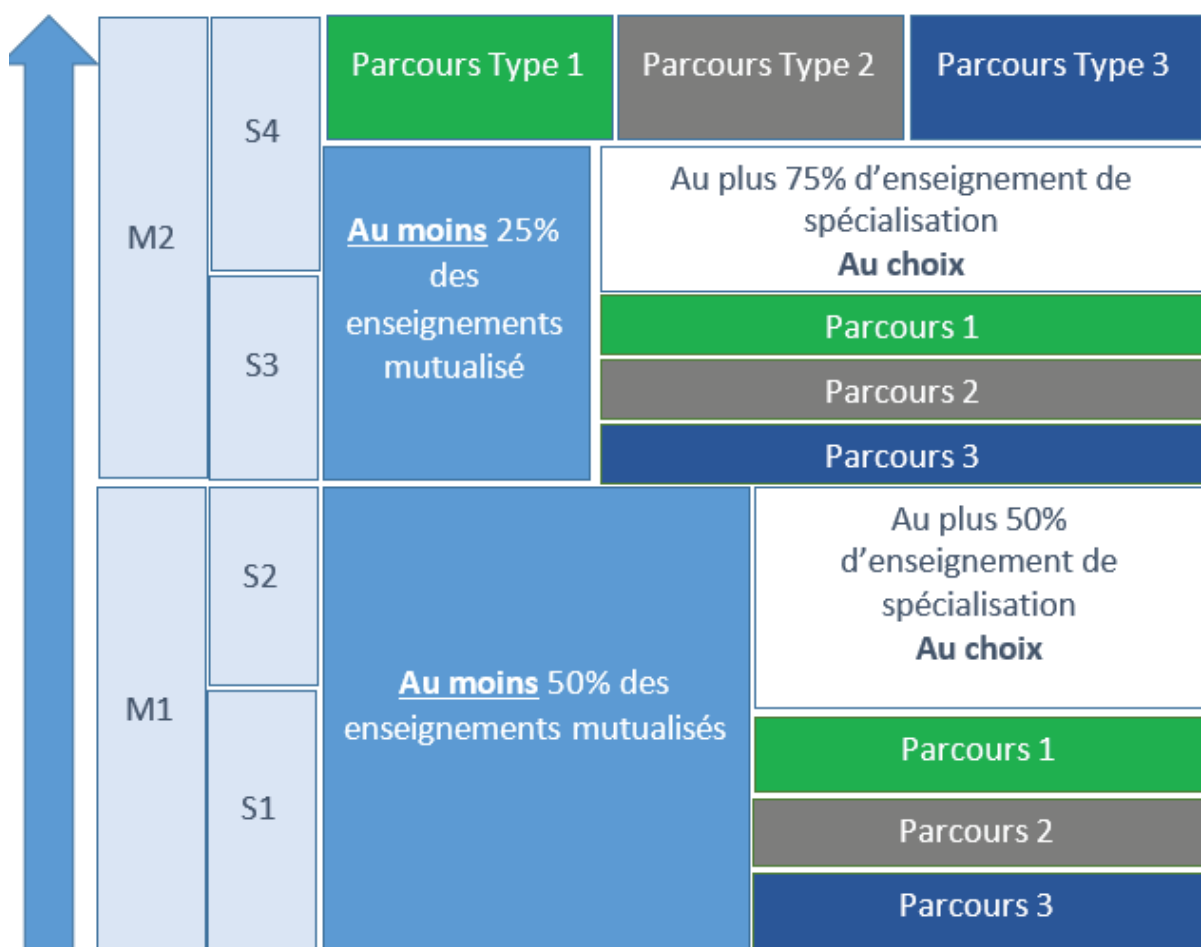 M2
S4
S3
Parcours Type 1
Parcours Type 2
Parcours Type 3
Au moins 25%
des
enseignements
mutualisé
Au plus 75% d’enseignement de
spécialisation
Au choix
Parcours 1
Parcours 2
Parcours 3
M1
S2
S1
Au moins 50% des
enseignements mutualisés
Au plus 50%
d’enseignement de
spécialisation
Au choix
Parcours 1
Parcours 2
Parcours 3